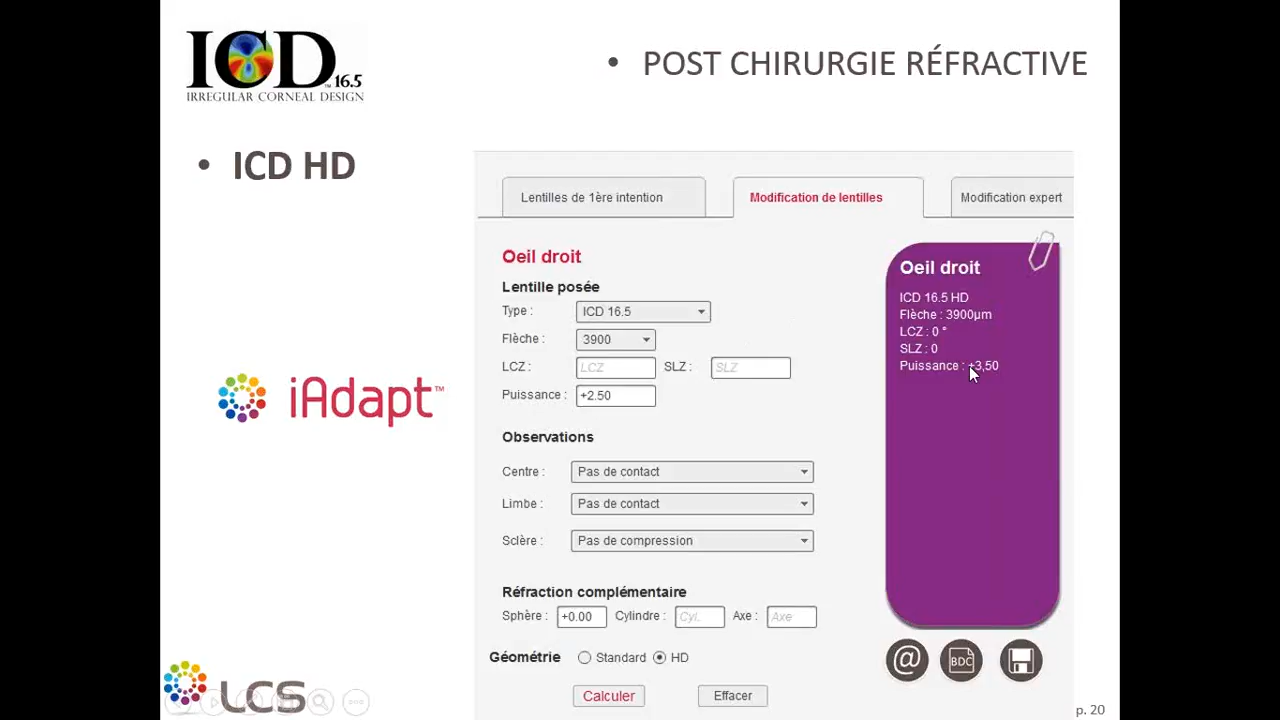 ICD™ 16.5
IRREGULAR CORNEAL DESIGN
• POST CHIRURGIE RÉFRACTIVE
• ICD HD
iAdapt™
Lentilles de 1ère intention
Modification de lentilles
Modification expert
Oeil droit
Lentille posée
Type : ICD 16.5
Flèche : 3900
LCZ : LCZ SLZ : SLZ
Puissance : +2.50
Observations
Centre : Pas de contact
Limbe : Pas de contact
Sclère : Pas de compression
Réfraction complémentaire
Sphère : +0.00 Cylindre : Cyl. Axe : Axe
Géométrie Standard HD
Calculer Effacer
Oeil droit
ICD 16.5 HD
Flèche : 3900µm
LCZ : 0 °
SLZ : 0
Puissance : +3,50
@ BDC
LCS
p. 20